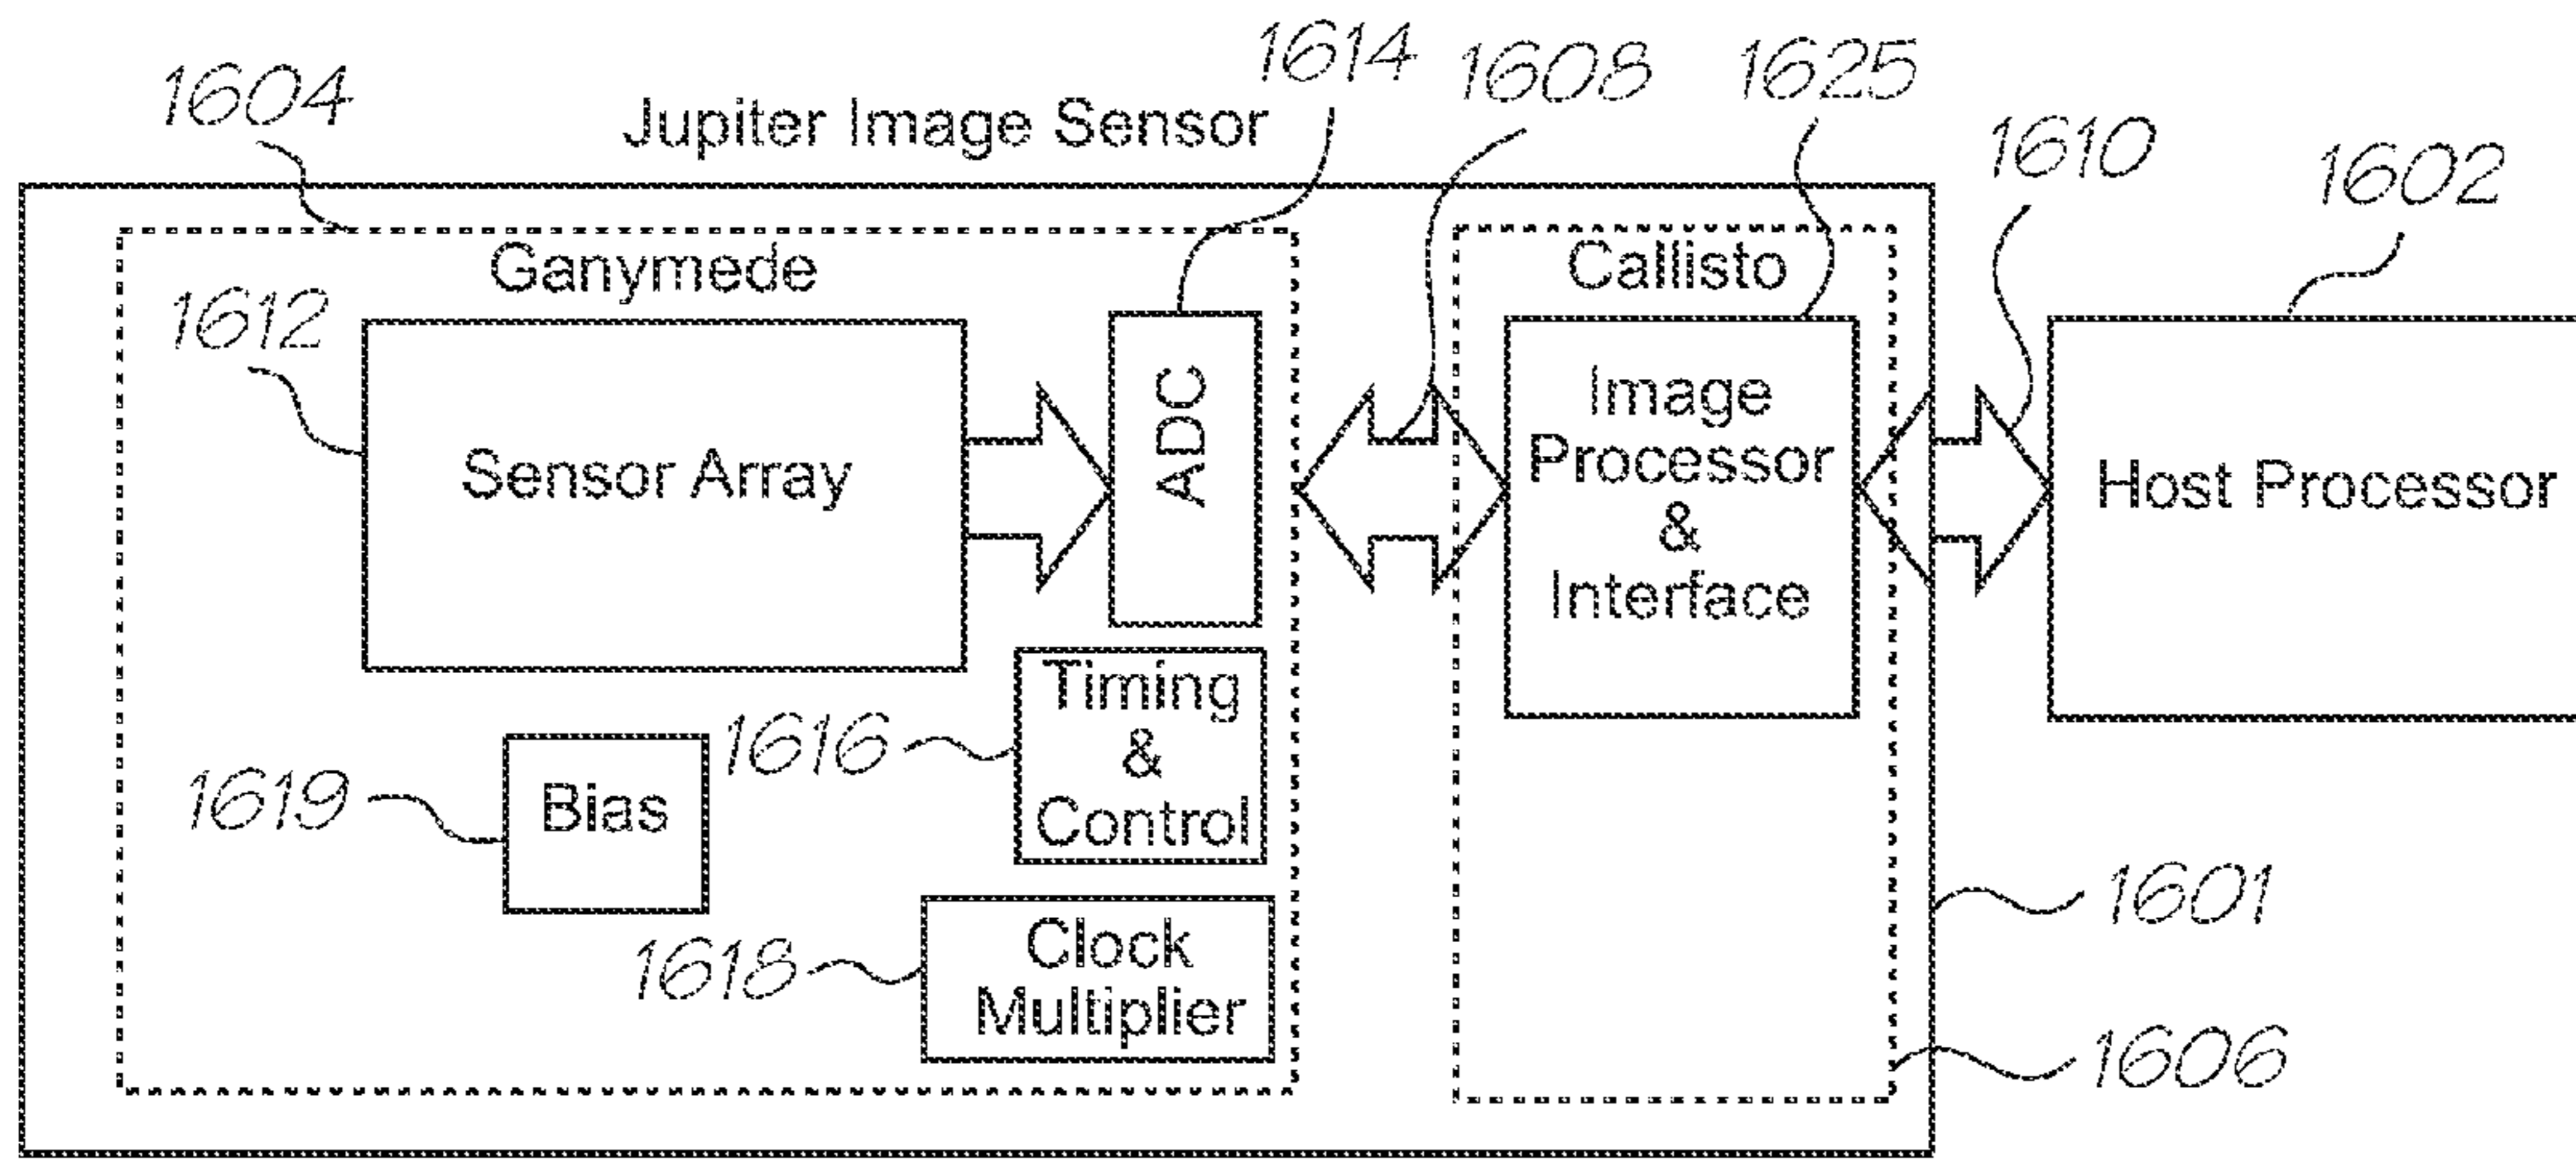 1614
1608
1625
1604
Jupiter Image Sensor
1610
1602
Ganymede
Callisto
1612
Sensor Array
ADC
Image
Processor
&
Interface
Host Processor
Timing
&
Control
1616
1619
Bias
1618
Clock
Multiplier
1601
1606